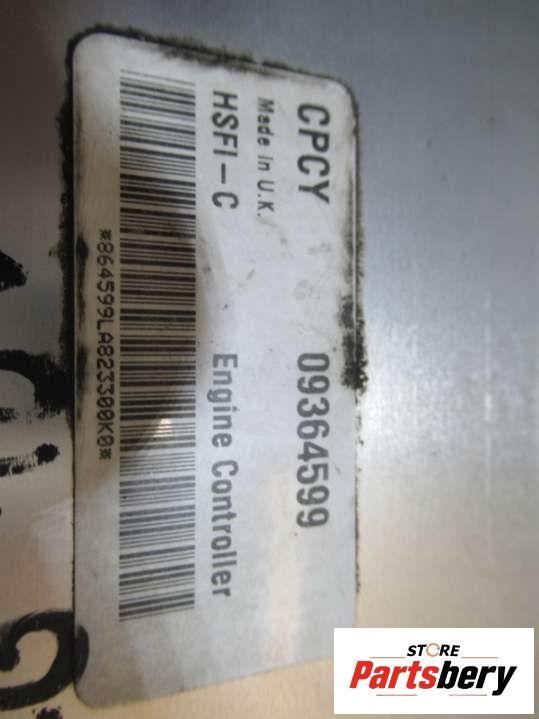 CPCY 09364599
Made in U.K.
HSFI-C Engine Controller
*864599LA823300K0*
STORE
Partsbery